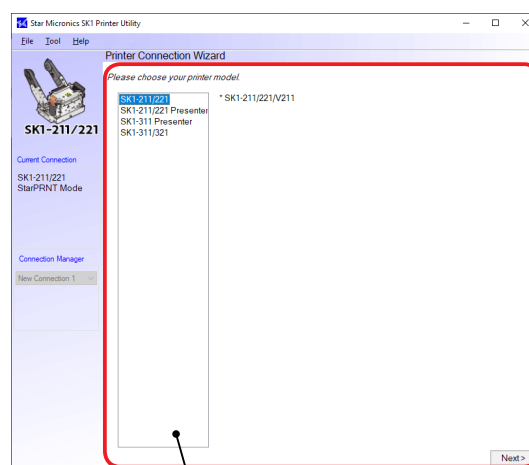 Star Micronics SK1 Printer Utility
File Tool Help
Printer Connection Wizard
Please choose your printer model.
SK1-211/221
SK1-211/221 Presenter
SK1-311 Presenter
SK1-311/321
* SK1-211/221/V211
SK1-211/221
Current Connection
SK1-211/221
StarPRNT Mode
Connection Manager
New Connection 1
Next >